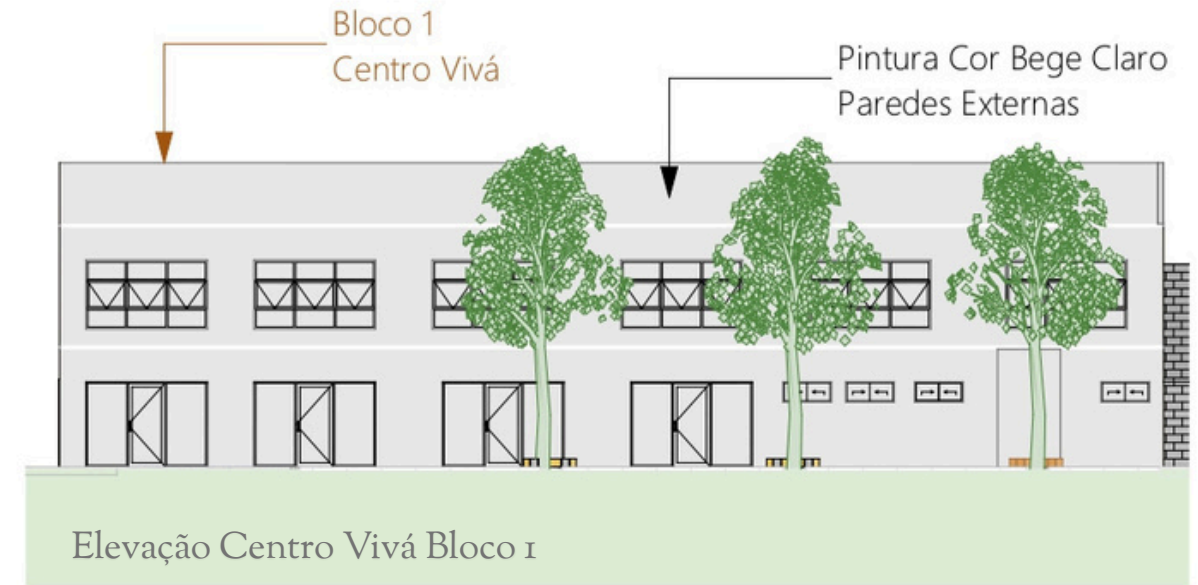 Bloco 1
Centro Vivá
Pintura Cor Bege Claro
Paredes Externas
Elevação Centro Vivá Bloco 1